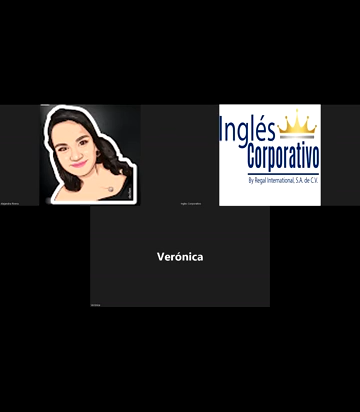 Inglés
Corporativo
By Regal International, S.A. de C.V.
Verónica